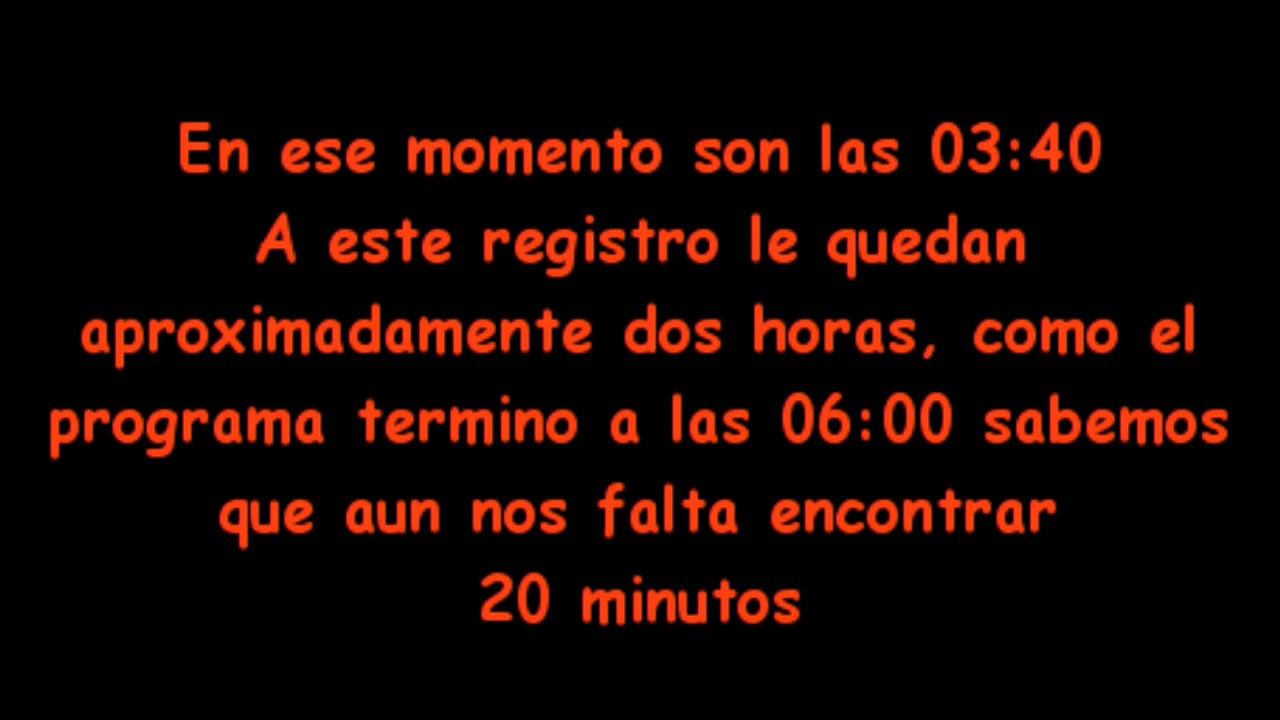 En ese momento son las 03:40
A este registro le quedan
aproximadamente dos horas, como el
programa termino a las 06:00 sabemos
que aun nos falta encontrar
20 minutos